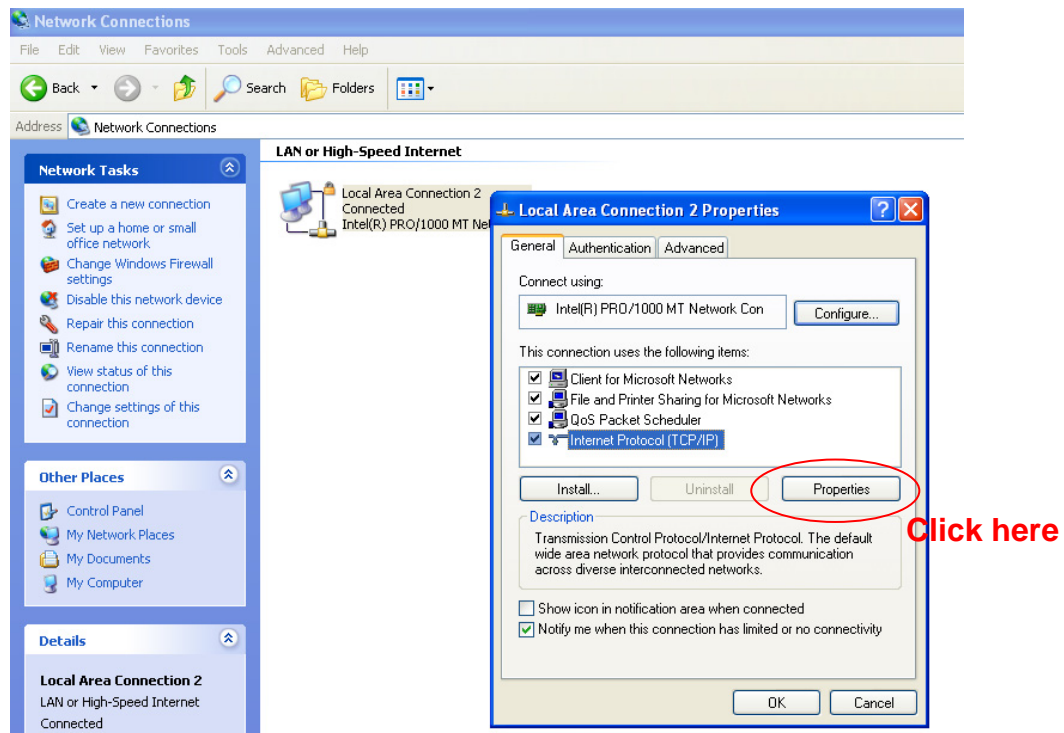 Network Connections
File Edit View Favorites Tools Advanced Help
Back Search Folders
Address Network Connections
Network Tasks
Create a new connection
Set up a home or small
office network
Change Windows Firewall
settings
Disable this network device
Repair this connection
Rename this connection
View status of this
connection
Change settings of this
connection
Other Places
Control Panel
My Network Places
My Documents
My Computer
Details
Local Area Connection 2
LAN or High-Speed Internet
Connected
LAN or High-Speed Internet
Local Area Connection 2
Connected
Intel(R) PRO/1000 MT Net
Local Area Connection 2 Properties
General Authentication Advanced
Connect using:
Intel(R) PRO/1000 MT Network Con
Configure...
This connection uses the following items:
Client for Microsoft Networks
File and Printer Sharing for Microsoft Networks
QoS Packet Scheduler
Internet Protocol (TCP/IP)
Install... Uninstall Properties
Click here
Description
Transmission Control Protocol/Internet Protocol. The default
wide area network protocol that provides communication
across diverse interconnected networks.
Show icon in notification area when connected
Notify me when this connection has limited or no connectivity
OK Cancel